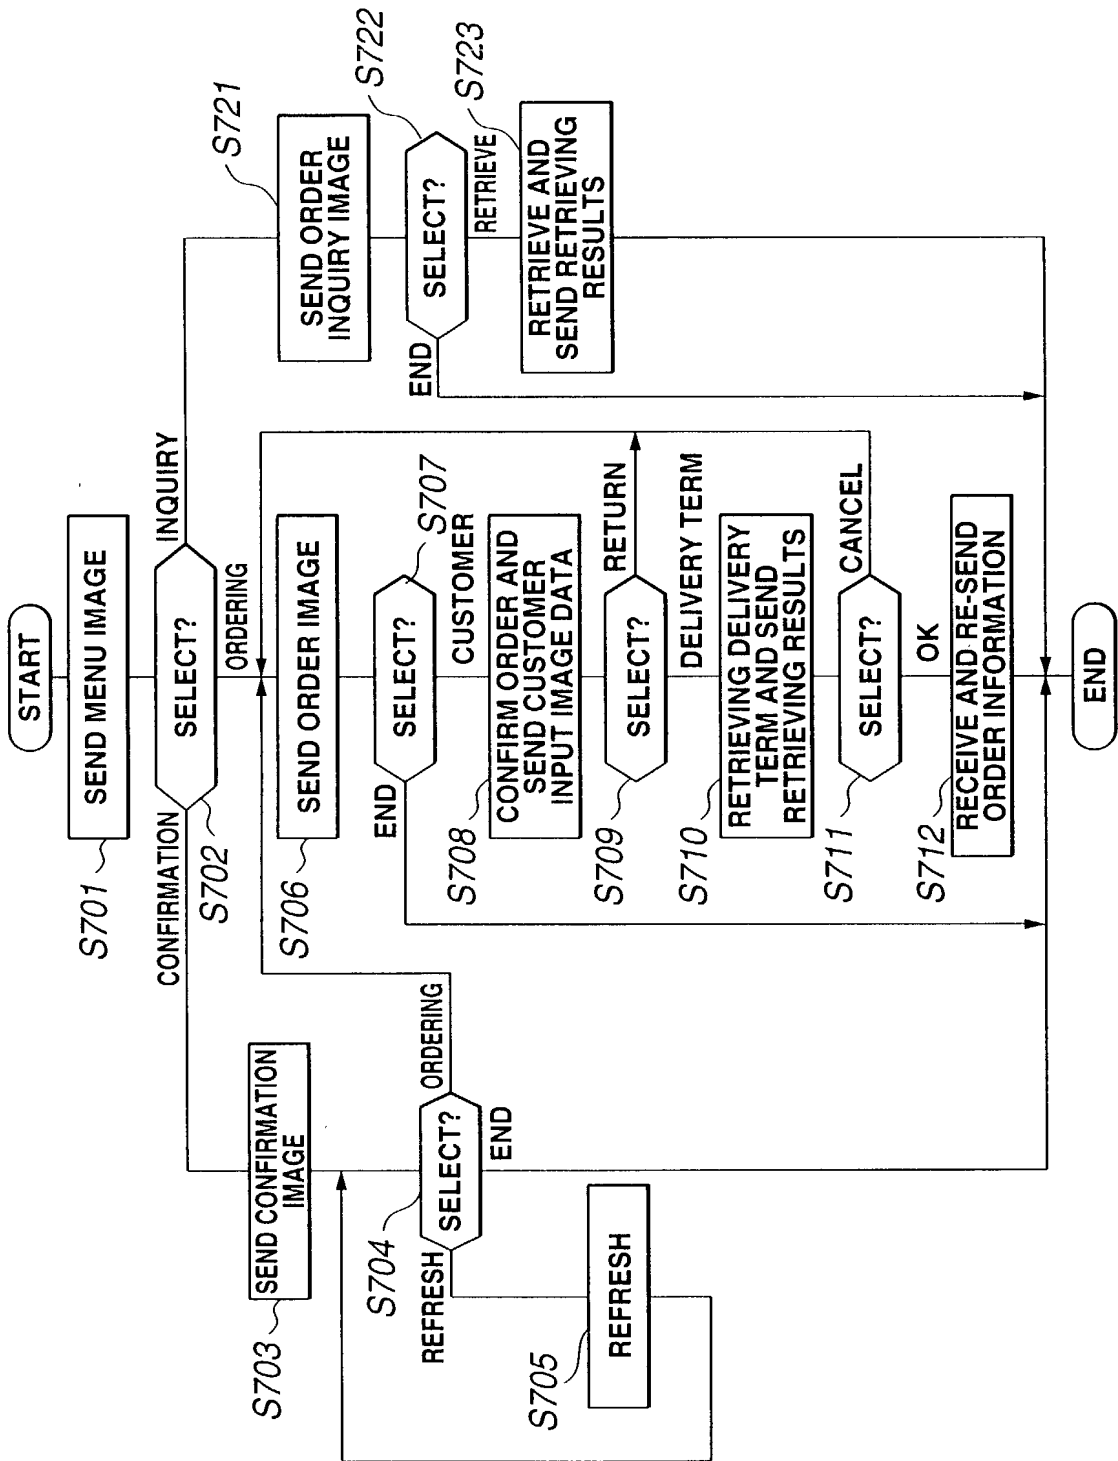 START
S701
SEND MENU IMAGE
S702
SELECT?
CONFIRMATION
ORDERING
INQUIRY
S703
SEND CONFIRMATION
IMAGE
S704
SELECT?
REFRESH
ORDERING
END
S705
REFRESH
S706
SEND ORDER IMAGE
S707
SELECT?
END
CUSTOMER
S708
CONFIRM ORDER AND
SEND CUSTOMER
INPUT IMAGE DATA
S709
SELECT?
RETURN
DELIVERY TERM
S710
RETRIEVING DELIVERY
TERM AND SEND
RETRIEVING RESULTS
S711
SELECT?
CANCEL
OK
S712
RECEIVE AND RE-SEND
ORDER INFORMATION
S721
SEND ORDER
INQUIRY IMAGE
S722
SELECT?
END
RETRIEVE
S723
RETRIEVE AND
SEND RETRIEVING
RESULTS
END